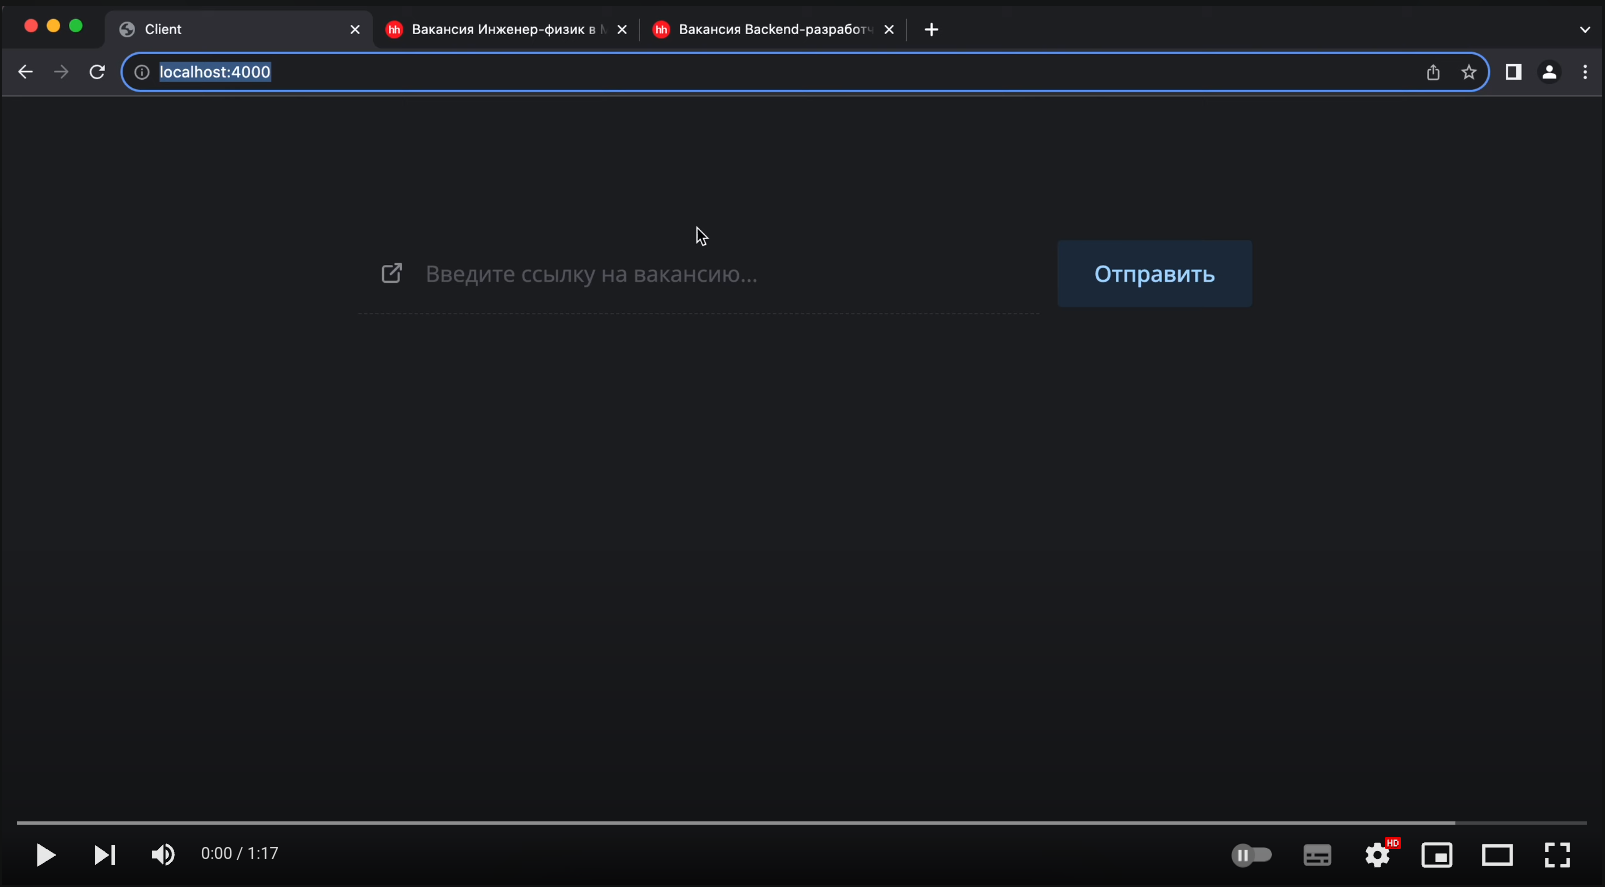 Client
hh Вакансия Инженер-физик в
hh Вакансия Backend-разработч
localhost:4000
Введите ссылку на вакансию...
Отправить
0:00 / 1:17
HD